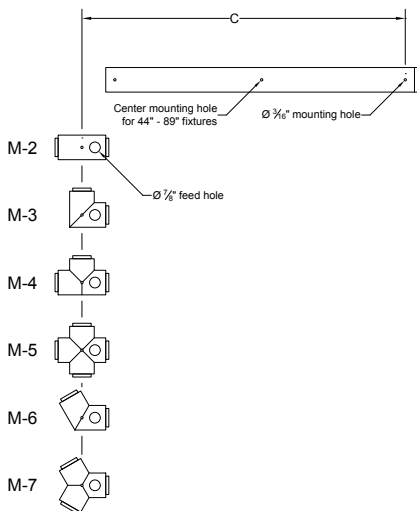 C
Center mounting hole
for 44" - 89" fixtures
Ø 3⁄16" mounting hole
M-2
Ø 7⁄8" feed hole
M-3
M-4
M-5
M-6
M-7